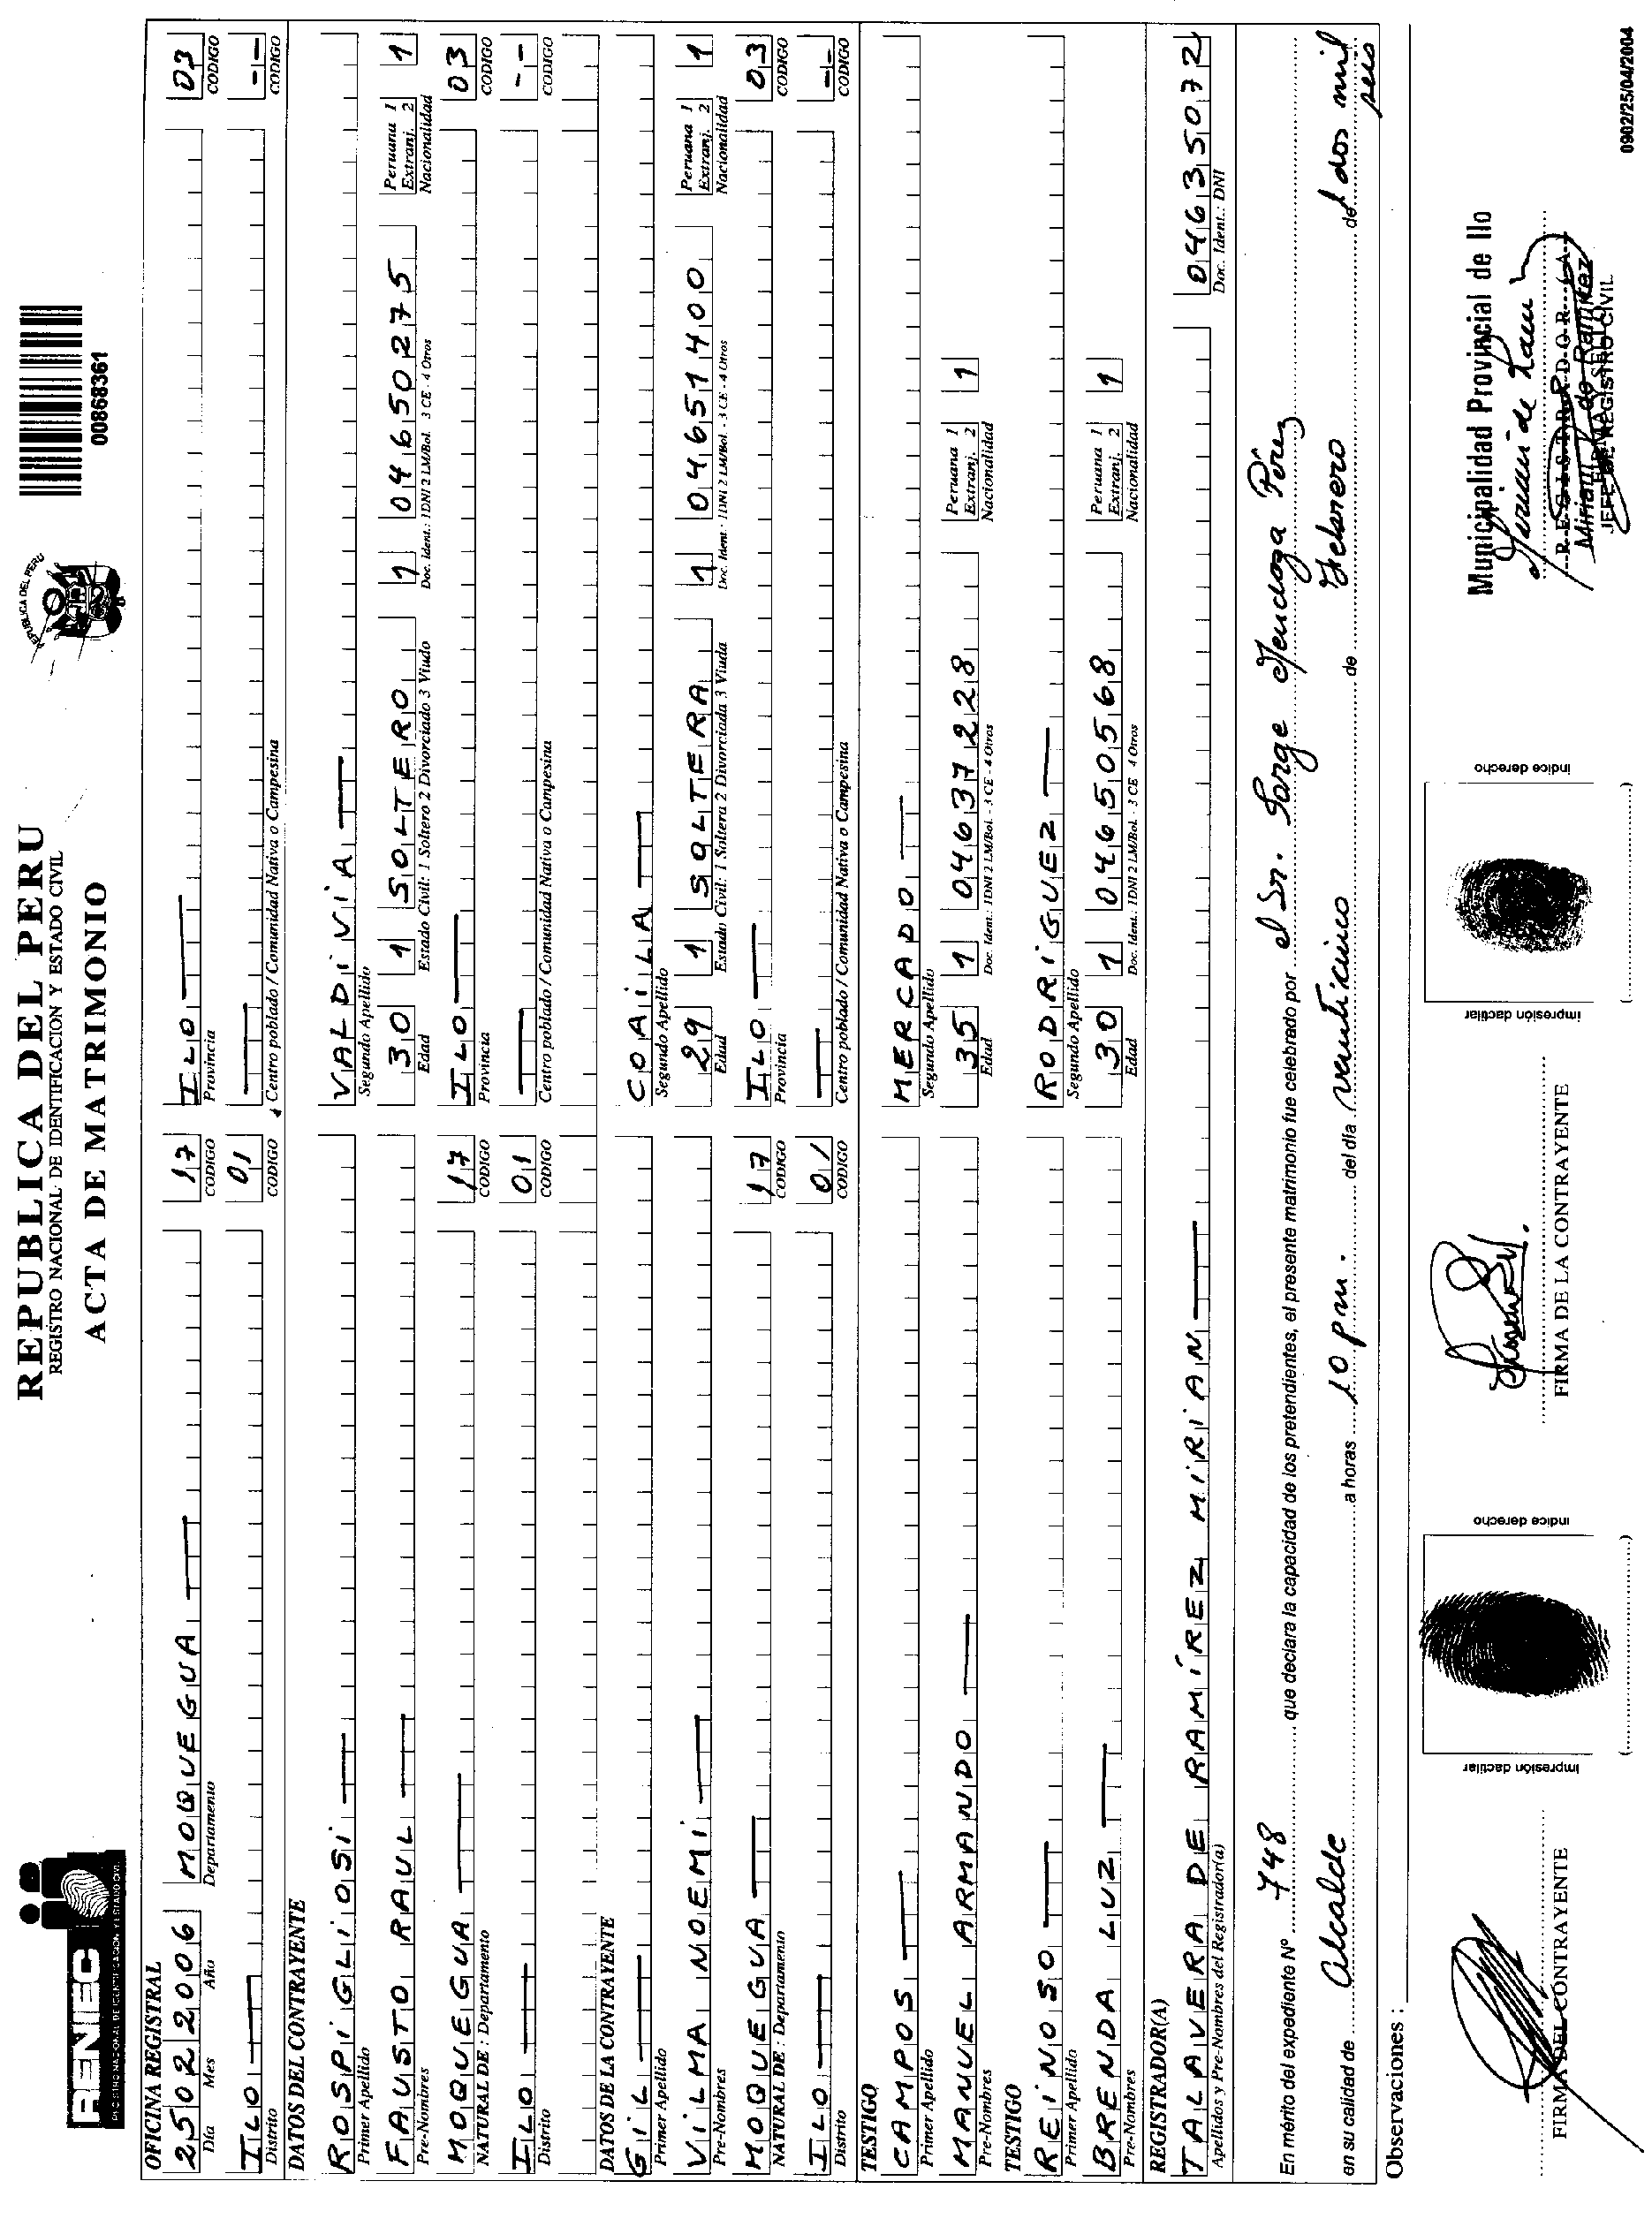 RENIEC
REGISTRO NACIONAL DE IDENTIFICACION Y ESTADO CIVIL
REPUBLICA DEL PERU
REGISTRO NACIONAL DE IDENTIFICACION Y ESTADO CIVIL
ACTA DE MATRIMONIO
REPUBLICA DEL PERU
00868361
OFICINA REGISTRAL
25 02 2006 MOQUEGUA 17 ILO 03
Día Mes Año Departamento CODIGO Provincia CODIGO
ILO 01 --
Distrito CODIGO Centro poblado / Comunidad Nativa o Campesina CODIGO
DATOS DEL CONTRAYENTE
ROSPIGLIOSI VALDIVIA
Primer Apellido Segundo Apellido
FAUSTO RAUL 30 1 SOLTERO 1 04650275 Peruana 1 Extranj. 2 1
Pre-Nombres Edad Estado Civil: 1 Soltero 2 Divorciado 3 Viudo Doc. Ident.: 1DNI 2 LM/Bol. 3 CE - 4 Otros Nacionalidad
MOQUEGUA 17 ILO 03
NATURAL DE : Departamento CODIGO Provincia CODIGO
ILO 01 --
Distrito CODIGO Centro poblado / Comunidad Nativa o Campesina CODIGO
DATOS DE LA CONTRAYENTE
GIL COAILA
Primer Apellido Segundo Apellido
VILMA NOEMI 29 1 SOLTERA 1 04651400 Peruana 1 Extranj. 2 1
Pre-Nombres Edad Estado Civil: 1 Soltera 2 Divorciada 3 Viuda Doc. Ident.: 1DNI 2 LM/Bol. - 3 CE - 4 Otros Nacionalidad
MOQUEGUA 17 ILO 03
NATURAL DE : Departamento CODIGO Provincia CODIGO
ILO 01 --
Distrito CODIGO Centro poblado / Comunidad Nativa o Campesina CODIGO
TESTIGO
CAMPOS MERCADO
Primer Apellido Segundo Apellido
MANUEL ARMANDO 35 1 04637228 Peruana 1 Extranj. 2 1
Pre-Nombres Edad Doc. Ident.: 1DNI 2 LM/Bol. - 3 CE - 4 Otros Nacionalidad
TESTIGO
REINOSO RODRIGUEZ
Primer Apellido Segundo Apellido
BRENDA LUZ 30 1 04650568 Peruana 1 Extranj. 2 1
Pre-Nombres Edad Doc. Ident.: 1DNI 2 LM/Bol. - 3 CE 4 Otros Nacionalidad
REGISTRADOR(A)
TALAVERA DE RAMÍREZ MIRIAN 04635072
Apellidos y Pre-Nombres del Registrador(a) Doc. Ident.: DNI
En mérito del expediente Nº 748 que declara la capacidad de los pretendientes, el presente matrimonio fue celebrado por el Sr. Jorge Mendoza Pérez
en su calidad de Alcalde a horas 10 pm. del día veinticinco de Febrero del dos mil seis
Observaciones :
FIRMA DEL CONTRAYENTE
impresión dactilar
indice derecho
FIRMA DE LA CONTRAYENTE
impresión dactilar
indice derecho
Municipalidad Provincial de Ilo
REGISTRADOR (A)
FIRMA Y SELLO
JEFE DE REGISTRO CIVIL
0902/25/04/2004